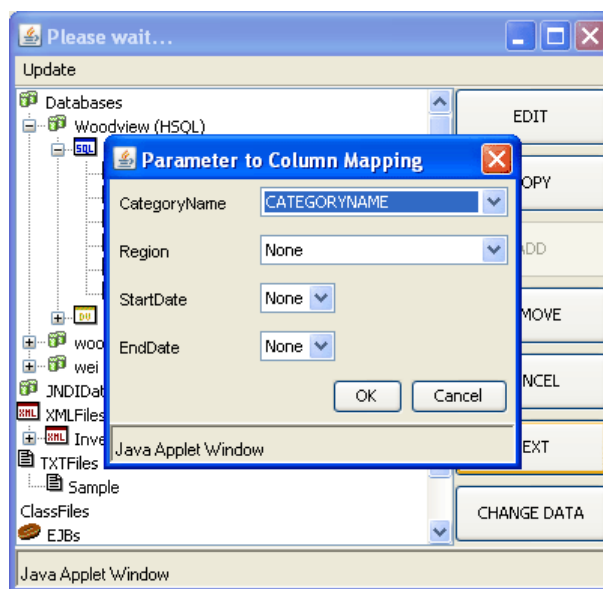 Please wait...
Update
Databases
Woodview (HSQL)
SQL
DV
woo
wei
JNDIDat
XML XMLFiles
XML Inve
TXTFiles
Sample
ClassFiles
EJBs
EDIT
OPY
ADD
MOVE
NCEL
EXT
CHANGE DATA
Parameter to Column Mapping
CategoryName CATEGORYNAME
Region None
StartDate None
EndDate None
OK Cancel
Java Applet Window
Java Applet Window